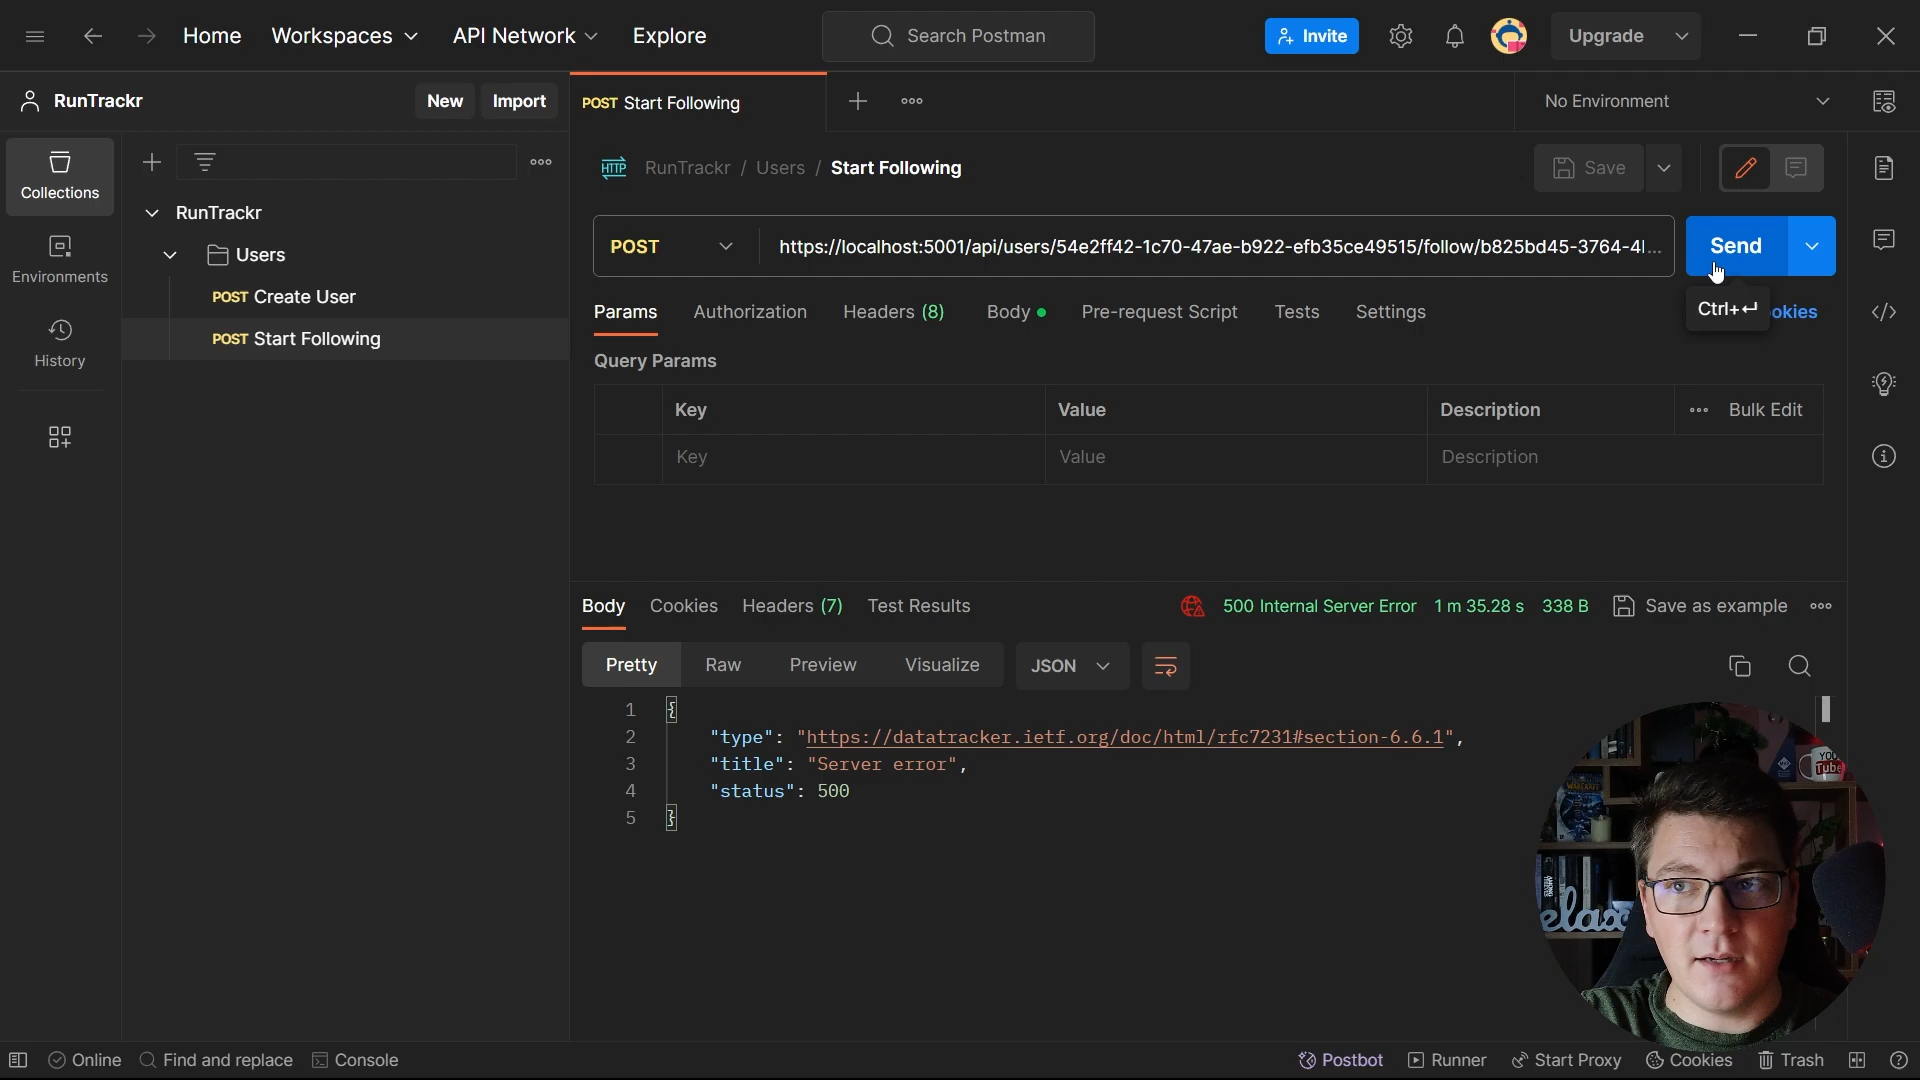 Home
Workspaces
API Network
Explore
Search Postman
Invite
Upgrade
RunTrackr
New
Import
POST Start Following
No Environment
Collections
Environments
History
RunTrackr
Users
POST Create User
POST Start Following
HTTP RunTrackr / Users / Start Following
Save
POST
https://localhost:5001/api/users/54e2ff42-1c70-47ae-b922-efb35ce49515/follow/b825bd45-3764-4l...
Send
Ctrl+↵
Params
Authorization
Headers (8)
Body
Pre-request Script
Tests
Settings
okies
Query Params
Key Value Description Bulk Edit
Key Value Description
Body
Cookies
Headers (7)
Test Results
500 Internal Server Error 1 m 35.28 s 338 B
Save as example
Pretty
Raw
Preview
Visualize
JSON
1 {
2 "type": "https://datatracker.ietf.org/doc/html/rfc7231#section-6.6.1",
3 "title": "Server error",
4 "status": 500
5 }
YOU
Tube
elax
Online
Find and replace
Console
Postbot
Runner
Start Proxy
Cookies
Trash